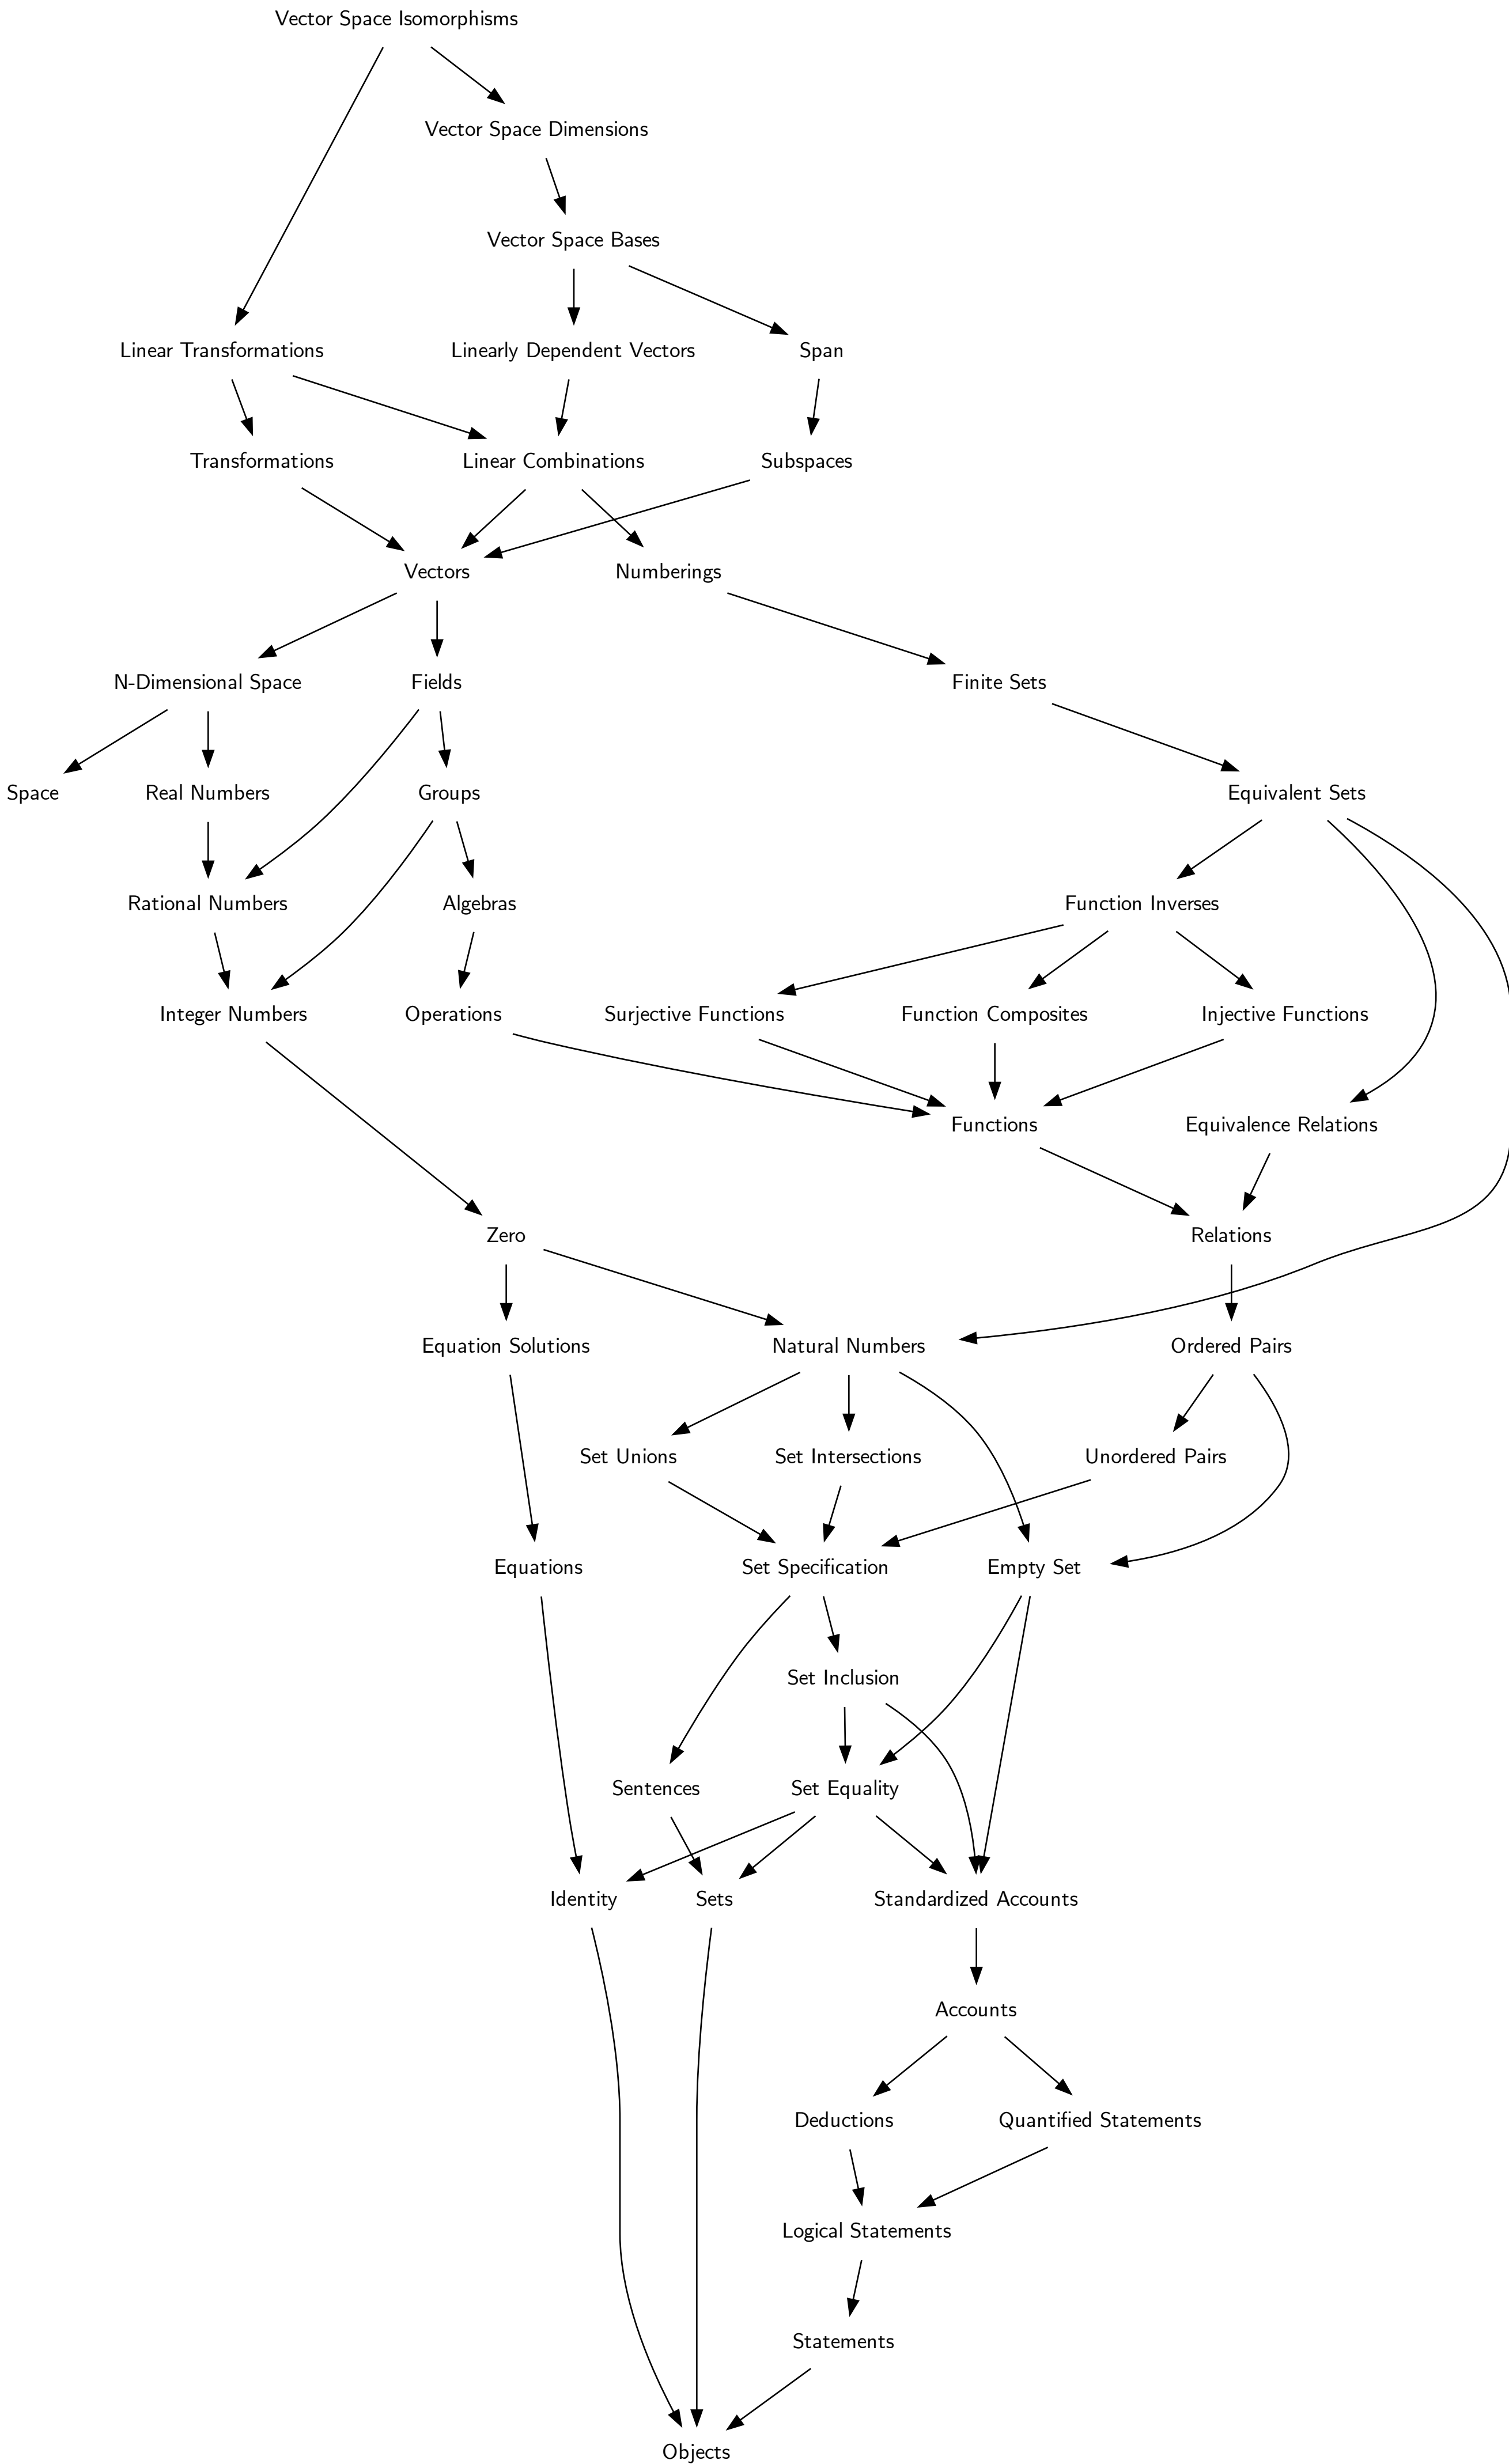 Vector Space Isomorphisms
Vector Space Dimensions
Vector Space Bases
Linear Transformations
Linearly Dependent Vectors
Span
Transformations
Linear Combinations
Subspaces
Vectors
Numberings
N-Dimensional Space
Fields
Finite Sets
Space
Real Numbers
Groups
Equivalent Sets
Rational Numbers
Algebras
Function Inverses
Integer Numbers
Operations
Surjective Functions
Function Composites
Injective Functions
Functions
Equivalence Relations
Zero
Relations
Equation Solutions
Natural Numbers
Ordered Pairs
Set Unions
Set Intersections
Unordered Pairs
Equations
Set Specification
Empty Set
Set Inclusion
Sentences
Set Equality
Identity
Sets
Standardized Accounts
Accounts
Deductions
Quantified Statements
Logical Statements
Statements
Objects